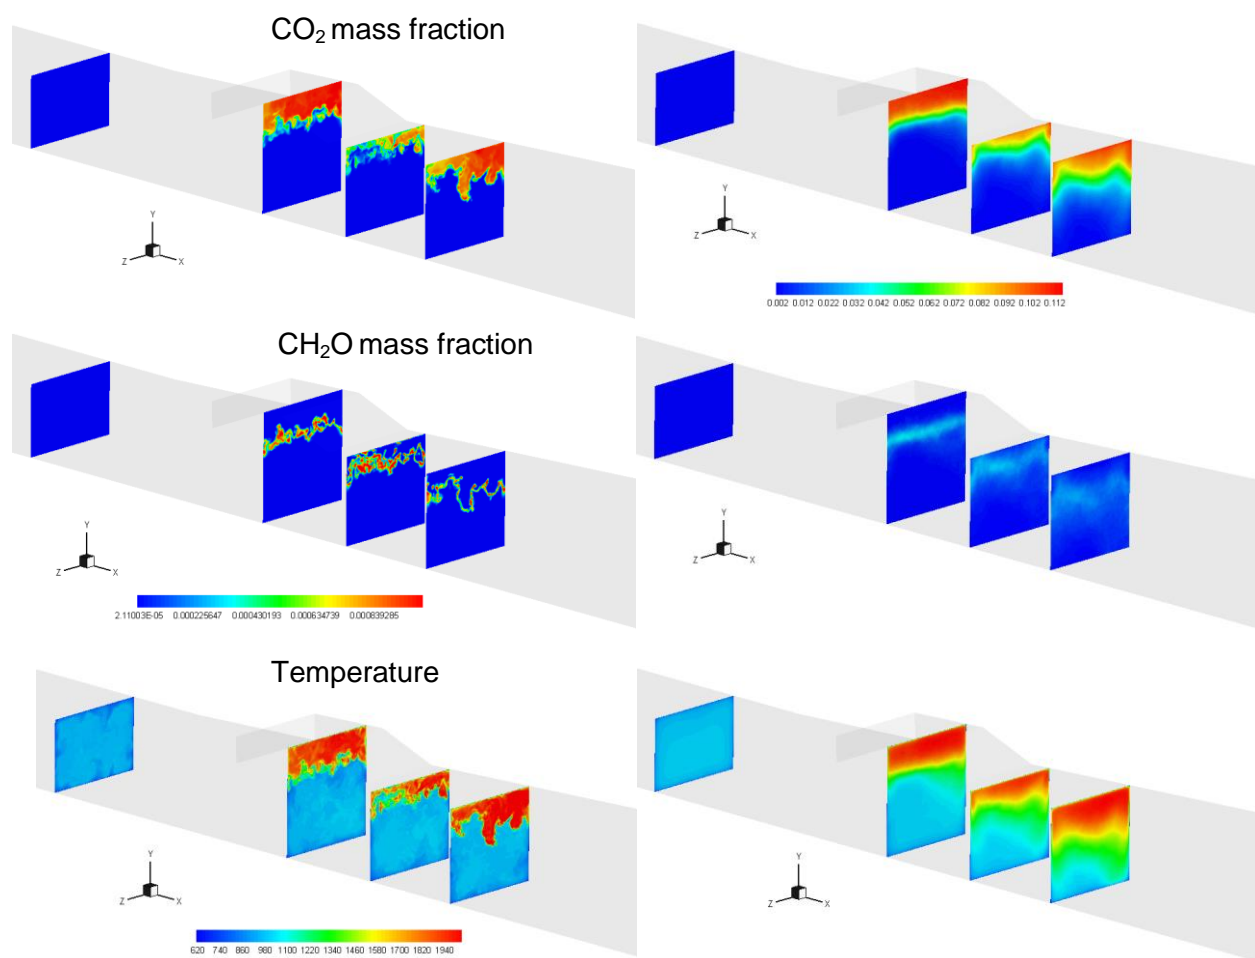 CO₂ mass fraction
Y
Z X
Y
Z X
0.002 0.012 0.022 0.032 0.042 0.052 0.062 0.072 0.082 0.092 0.102 0.112
CH₂O mass fraction
Y
Z X
Y
Z X
2.11003E-05 0.000225647 0.000430193 0.000634739 0.000839285
Temperature
Y
Z X
Y
Z X
620 740 860 980 1100 1220 1340 1460 1580 1700 1820 1940